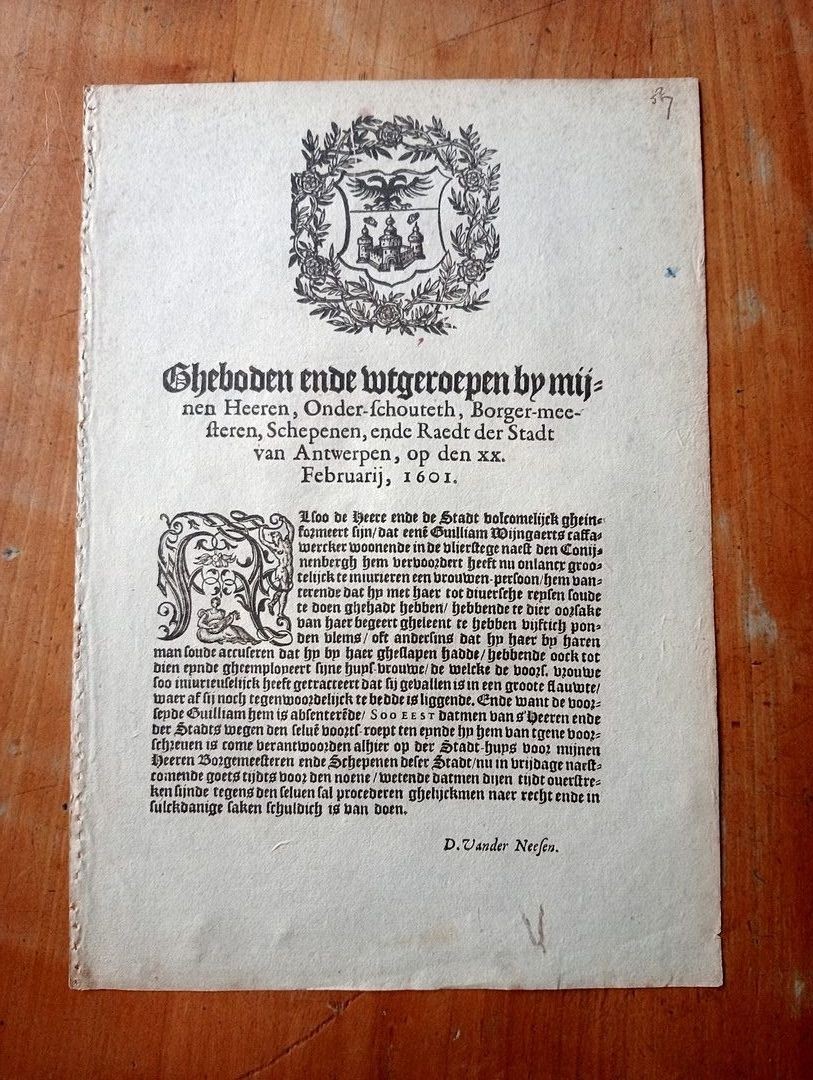 567
Gheboden ende wtgeroepen by mij⸗
nen Heeren, Onder-ſchouteth, Borger-mee-
ſteren, Schepenen, ende Raedt der Stadt
van Antwerpen, op den xx.
Februarij, 1601.
ALſoo de Heere ende de Stadt volcomelijck ghein⸗
formeert ſijn/dat eenē Guilliam Wijngaerts caffa⸗
wercker woonende in de vlierſtege naeſt den Conij⸗
nenbergh hem vervoordert heeft nu onlancx groo⸗
telijck te iniurieren een vrouwen-perſoon/hem van⸗
terende dat hy met haer tot diuerſche reyſen ſoude
te doen ghehadt hebben/ hebbende te dier oorſake
van haer begeert gheleent te hebben vijftich pon⸗
den vlems/ oft anderſins dat hy haer by haren
man ſoude accuſeren dat hy by haer gheſlapen hadde/ hebbende oock tot
dien eynde gheemployeert ſijne huys-vrouwe/ de welcke de voorſ. vrouwe
ſoo iniurieuſelijck heeft getracteert dat ſij gevallen is in een groote flauwte/
waer af ſij noch tegenwoordelijck te bedde is liggende. Ende want de voor⸗
ſeyde Guilliam hem is abſenterēde/ SOO EEST datmen van s'Heeren ende
der Stadts wegen den ſeluē voorts-roept ten eynde hy hem van tgene voor⸗
ſchreuen is come verantwoorden alhier op der Stadt-huys voor mijnen
Heeren Borgemeeſteren ende Schepenen deſer Stadt/nu in vrijdage naeſt⸗
comende goets tijdts voor den noene/ wetende datmen dijen tijdt ouerſtre⸗
ken ſijnde tegens den ſeluen ſal procederen ghelijckmen naer recht ende in
ſulckdanige ſaken ſchuldich is van doen.
D. Vander Neeſen.